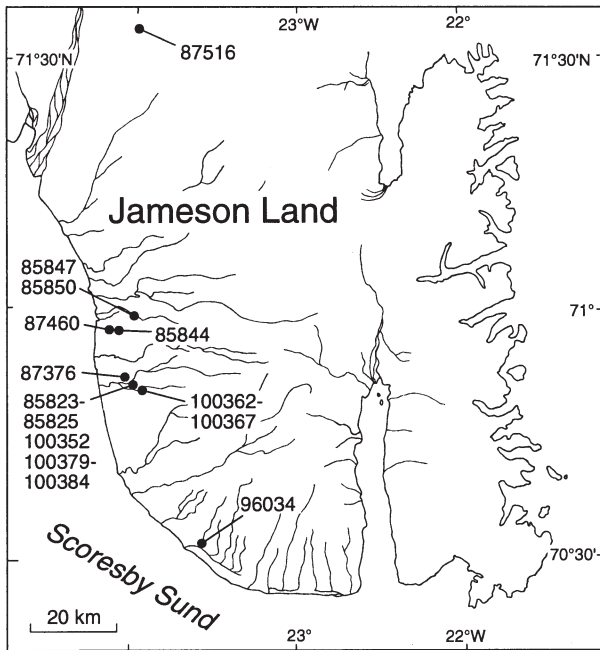 23°W
22°
87516
71°30'N
71°30'N
Jameson Land
85847
85850
71°
87460
85844
87376
85823-
85825
100352
100379-
100384
100362-
100367
96034
Scoresby Sund
70°30'-
20 km
23°
22°W